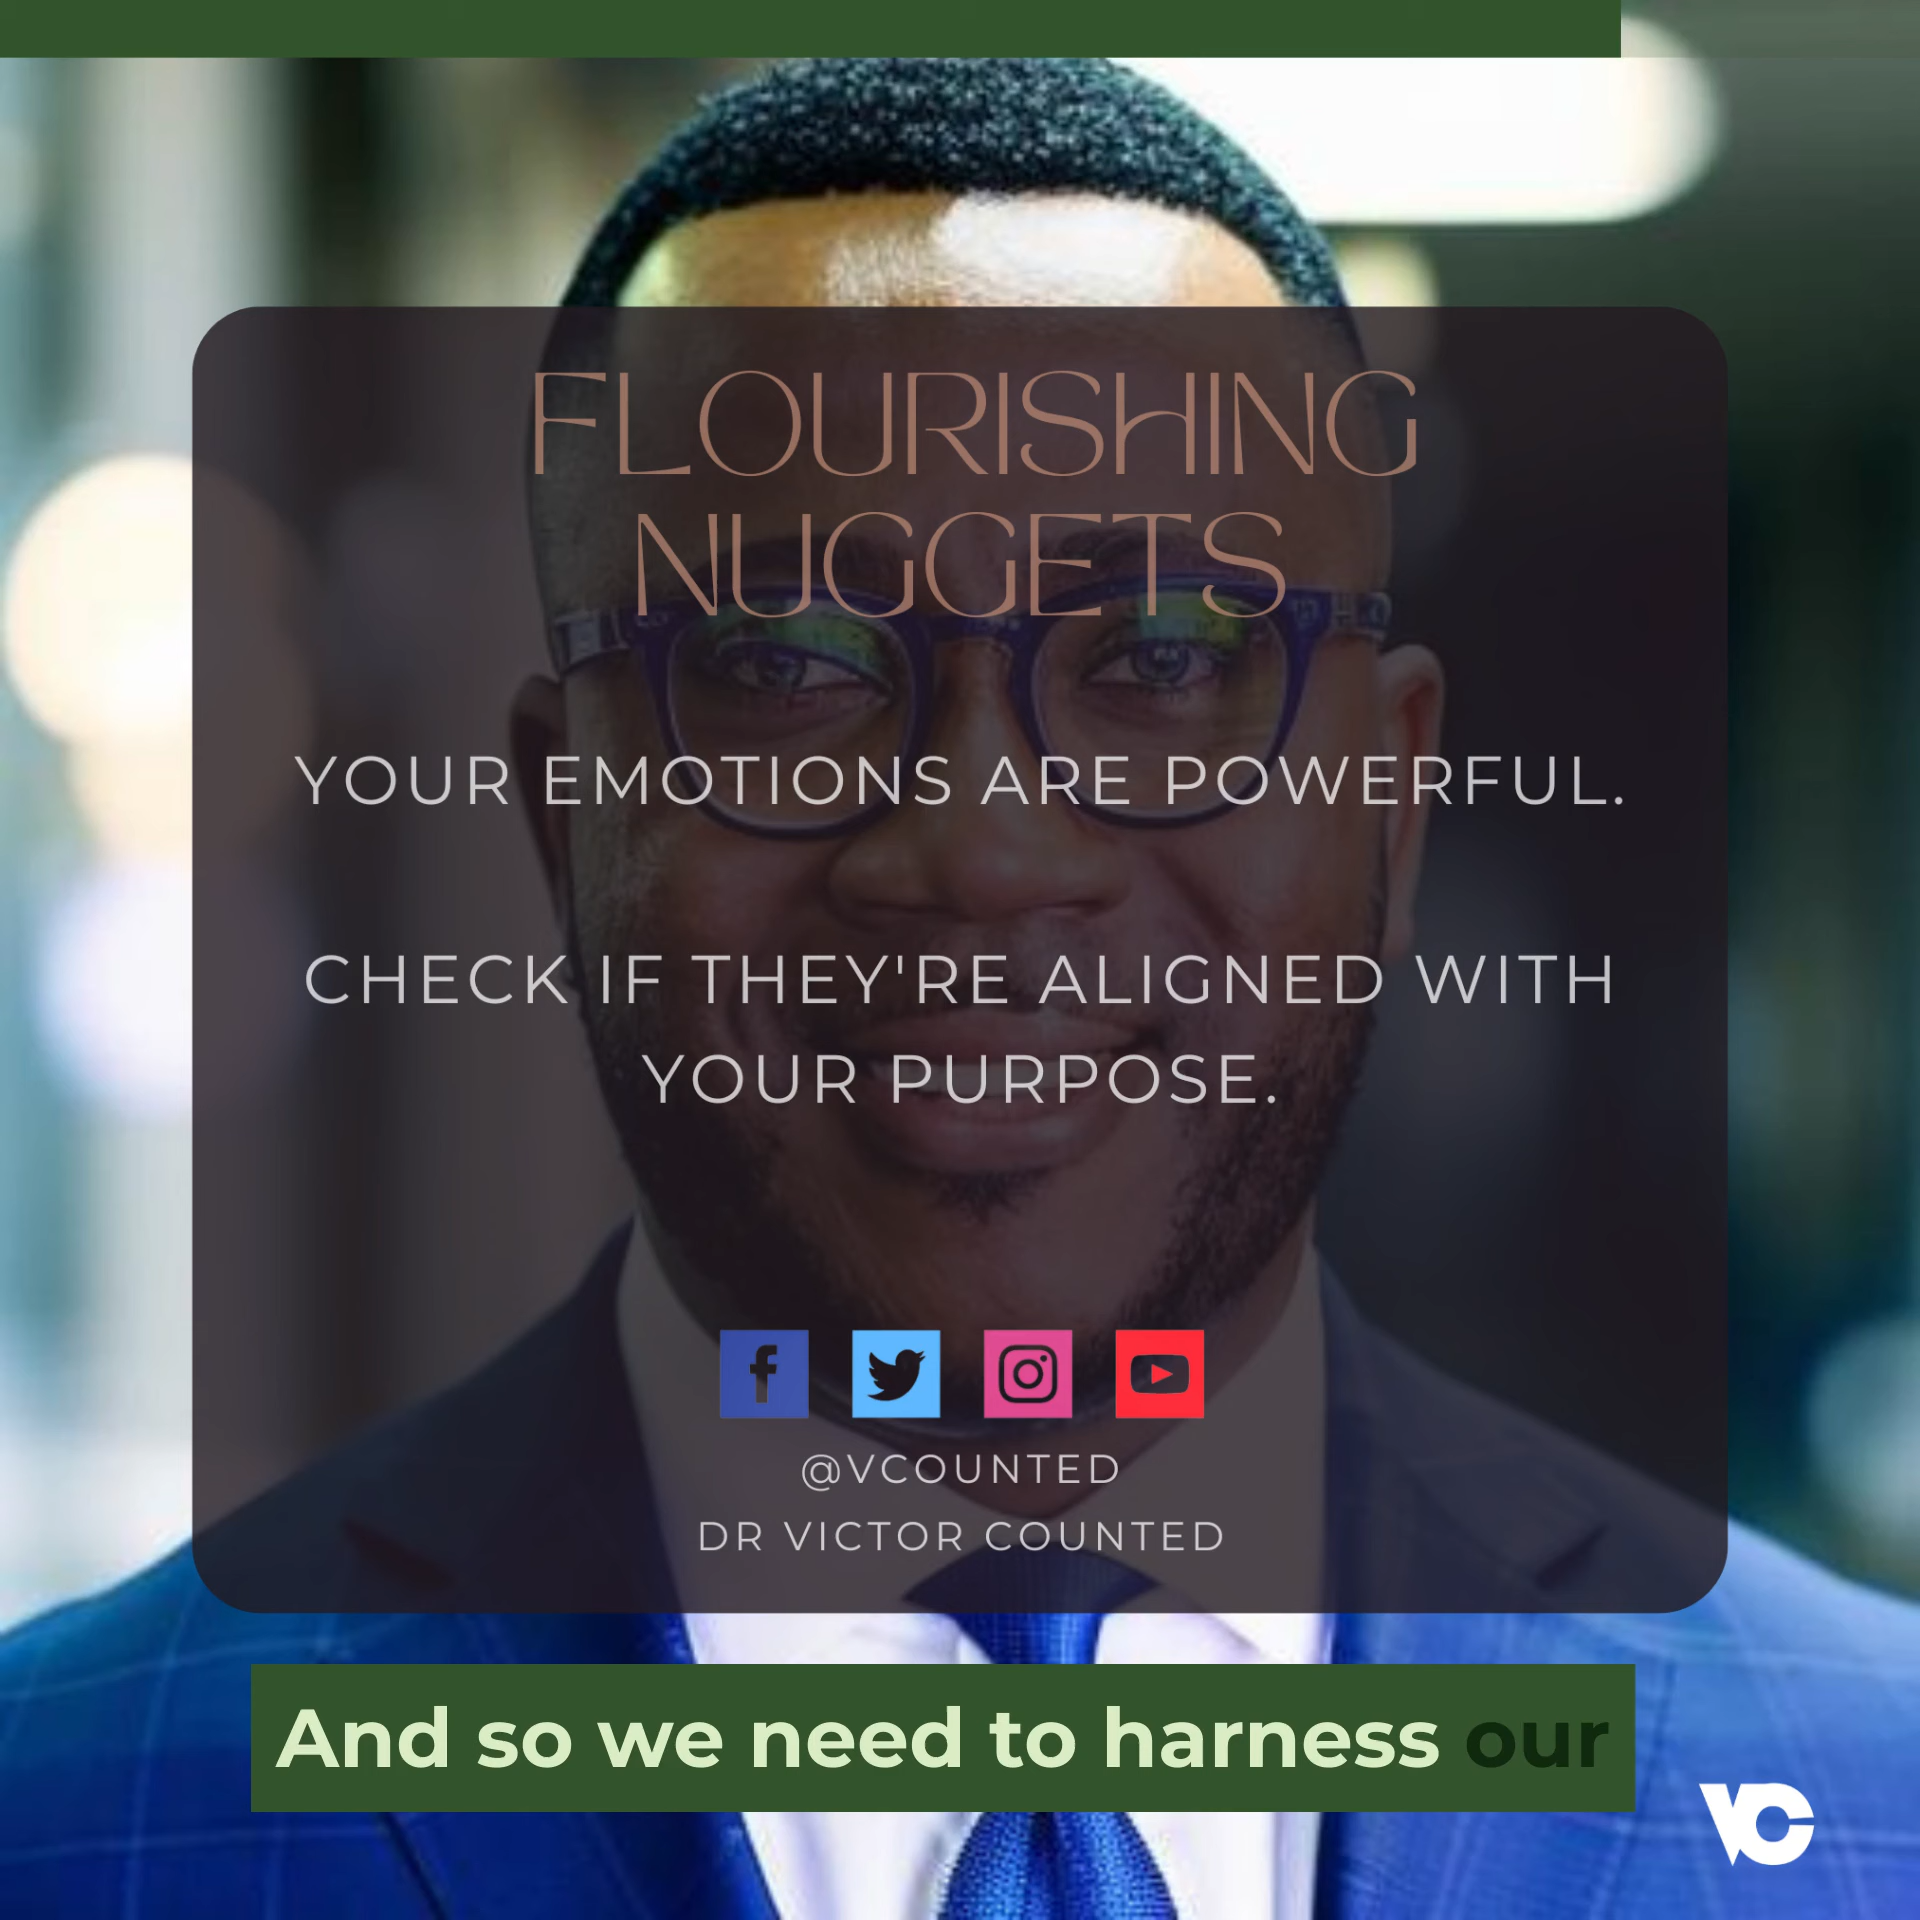 FLOURISHING
NUGGETS
YOUR EMOTIONS ARE POWERFUL.
CHECK IF THEY'RE ALIGNED WITH
YOUR PURPOSE.
@VCOUNTED
DR VICTOR COUNTED
And so we need to harness our
VC